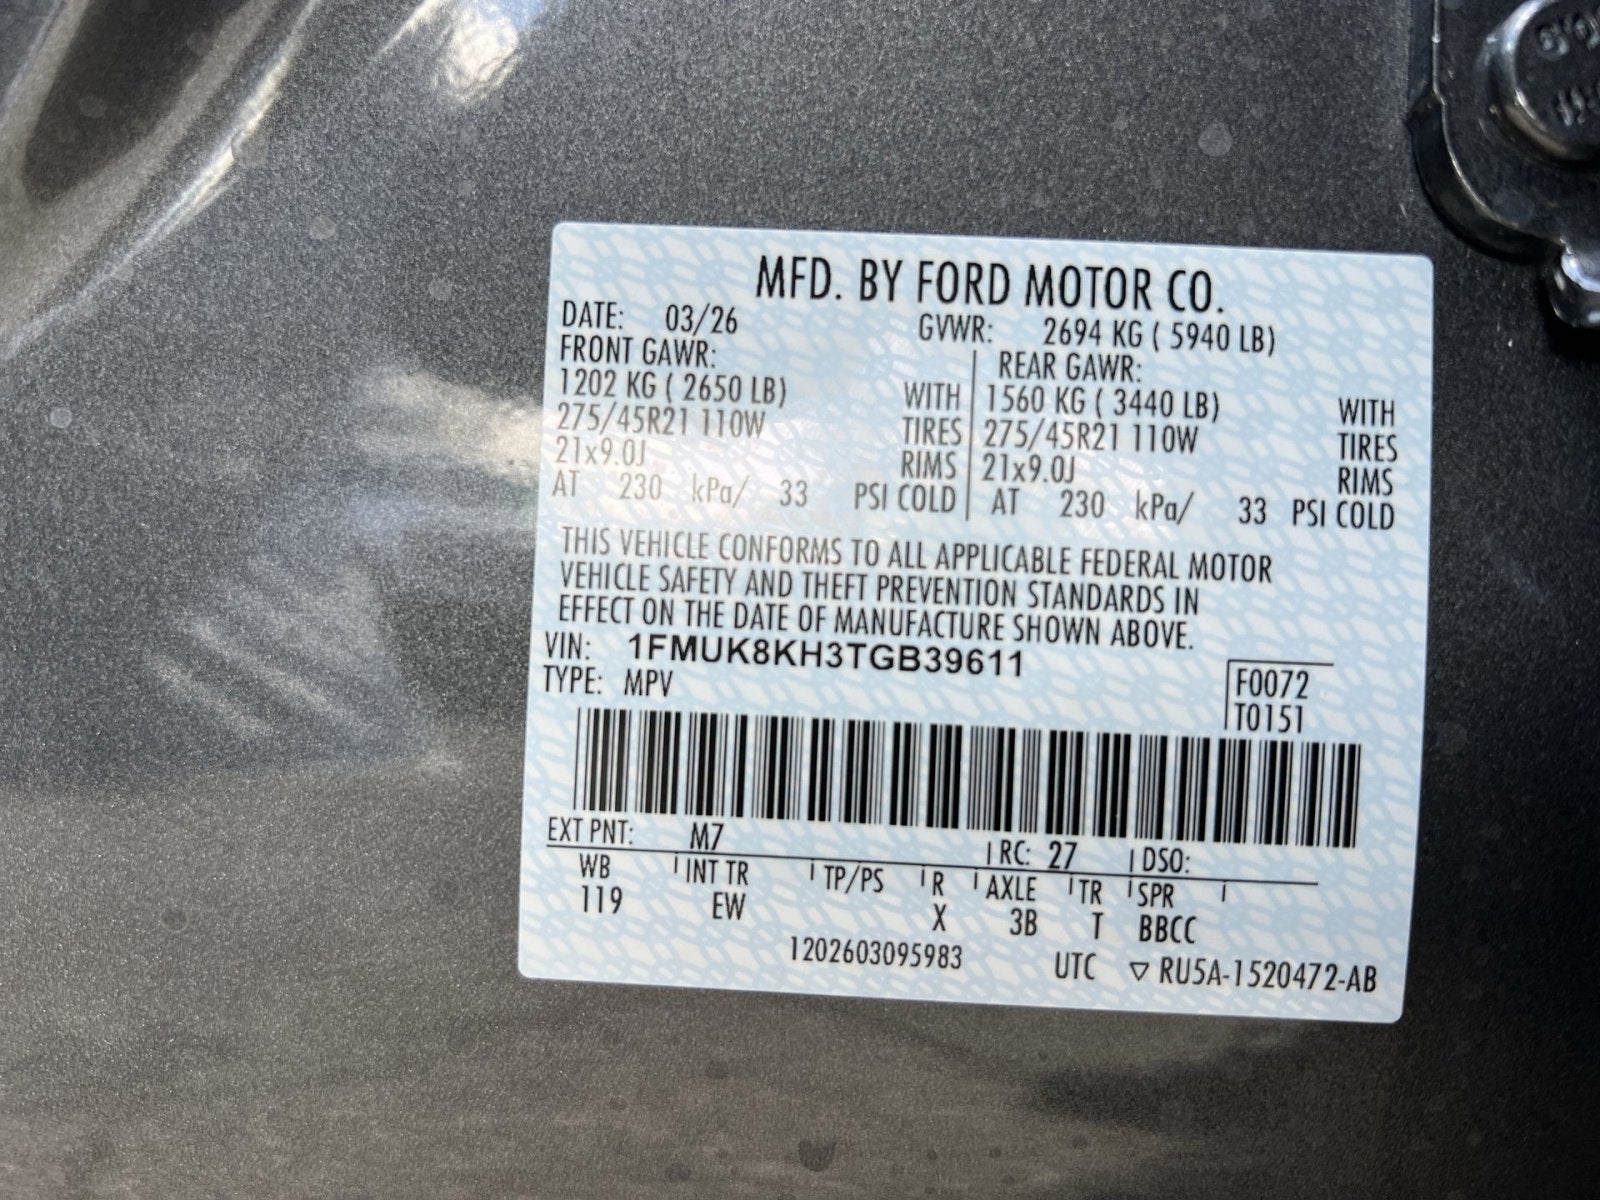 MFD. BY FORD MOTOR CO.
DATE: 03/26 GVWR: 2694 KG ( 5940 LB)
FRONT GAWR: REAR GAWR:
1202 KG ( 2650 LB) WITH 1560 KG ( 3440 LB) WITH
275/45R21 110W TIRES 275/45R21 110W TIRES
21x9.0J RIMS 21x9.0J RIMS
AT 230 kPa/ 33 PSI COLD AT 230 kPa/ 33 PSI COLD
THIS VEHICLE CONFORMS TO ALL APPLICABLE FEDERAL MOTOR
VEHICLE SAFETY AND THEFT PREVENTION STANDARDS IN
EFFECT ON THE DATE OF MANUFACTURE SHOWN ABOVE.
VIN: 1FMUK8KH3TGB39611
TYPE: MPV F0072
T0151
EXT PNT: M7 RC: 27 DSO:
WB INT TR TP/PS R AXLE TR SPR
119 EW X 3B T BBCC
1202603095983 UTC ▽ RU5A-1520472-AB